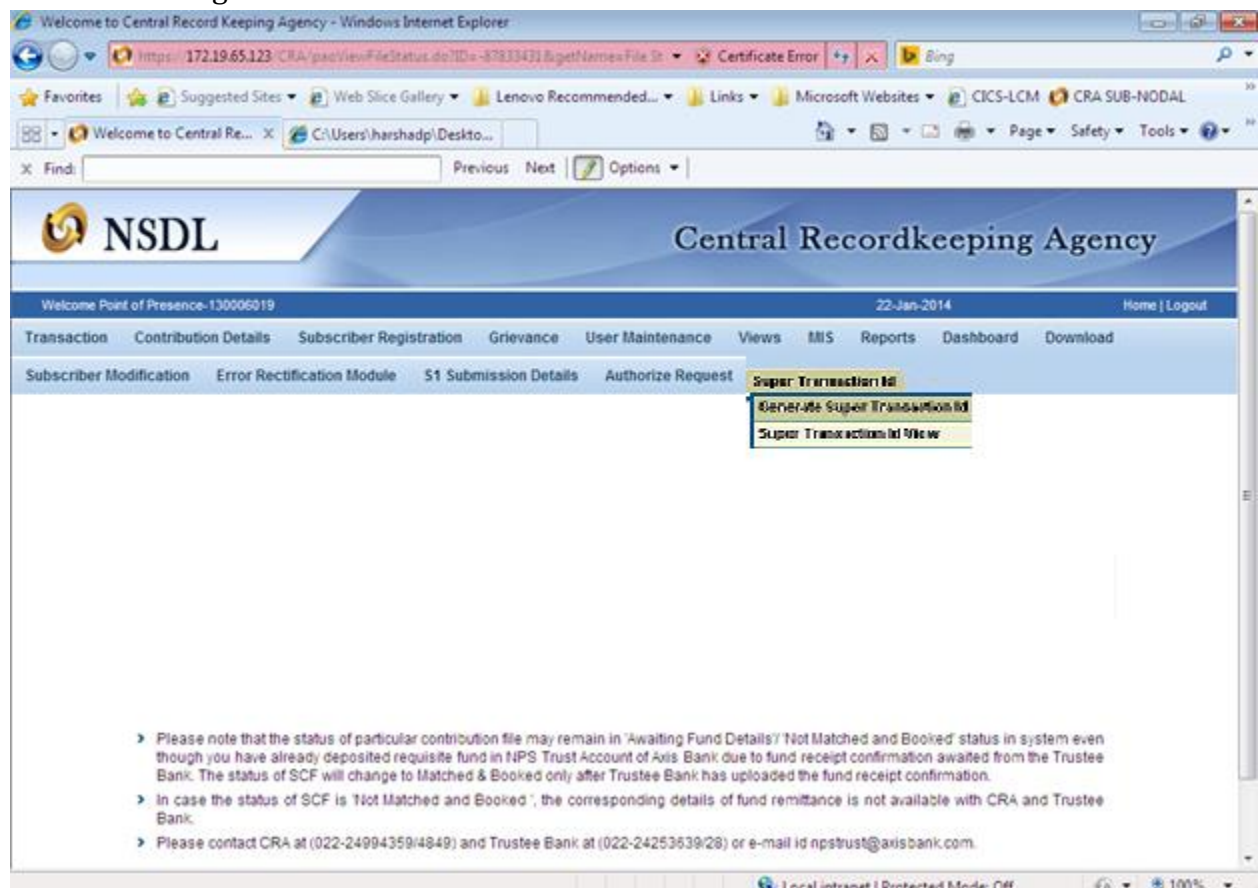 Welcome to Central Record Keeping Agency - Windows Internet Explorer
172.19.65.123 Certificate Error Bing
Favorites Suggested Sites Web Slice Gallery Lenovo Recommended... Links Microsoft Websites CICS-LCM CRA SUB-NODAL
Welcome to Central Re... C:\Users\harshadp\Deskto... Page Safety Tools
x Find: Previous Next Options
NSDL
Central Recordkeeping Agency
Welcome Point of Presence-130006019 22-Jan-2014 Home | Logout
Transaction Contribution Details Subscriber Registration Grievance User Maintenance Views MIS Reports Dashboard Download
Subscriber Modification Error Rectification Module S1 Submission Details Authorize Request Super Transaction Id
Generate Super Transaction Id
Super Transaction Id View
Please note that the status of particular contribution file may remain in 'Awaiting Fund Details'/ 'Not Matched and Booked' status in system even
though you have already deposited requisite fund in NPS Trust Account of Axis Bank due to fund receipt confirmation awaited from the Trustee
Bank. The status of SCF will change to Matched & Booked only after Trustee Bank has uploaded the fund receipt confirmation.
In case the status of SCF is 'Not Matched and Booked ', the corresponding details of fund remittance is not available with CRA and Trustee
Bank.
Please contact CRA at (022-24994359/4849) and Trustee Bank at (022-24253639/28) or e-mail id npstrust@axisbank.com.
Local intranet | Protected Mode: Off 100%